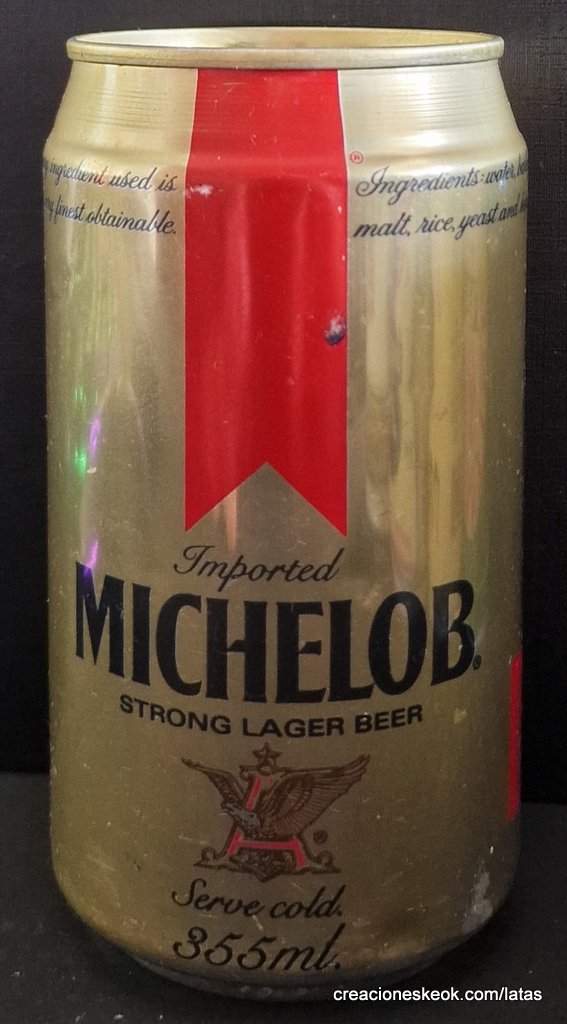 ingredient used is
finest obtainable.
®
Ingredients: water,
malt, rice, yeast and
Imported
MICHELOB®
STRONG LAGER BEER
A
®
Serve cold.
355ml.
creacioneskeok.com/latas